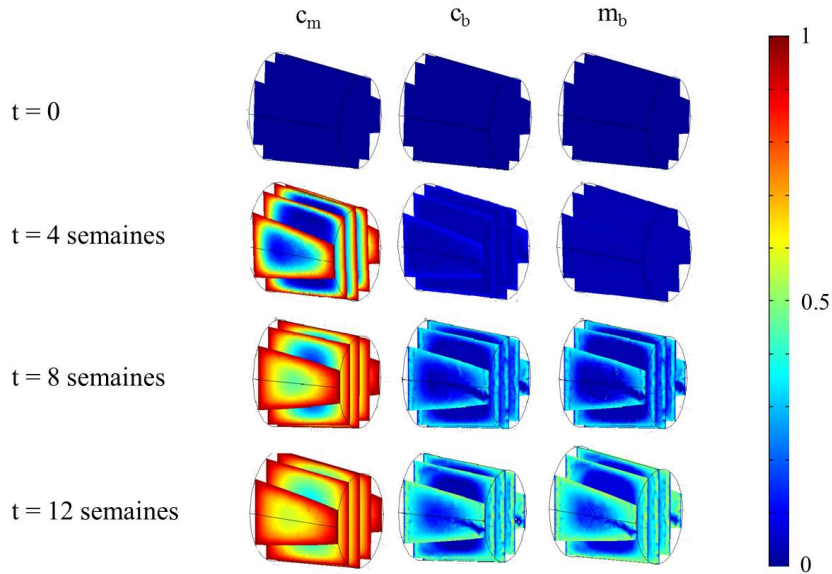 c_m c_b m_b
1
t = 0
t = 4 semaines
0.5
t = 8 semaines
t = 12 semaines
0